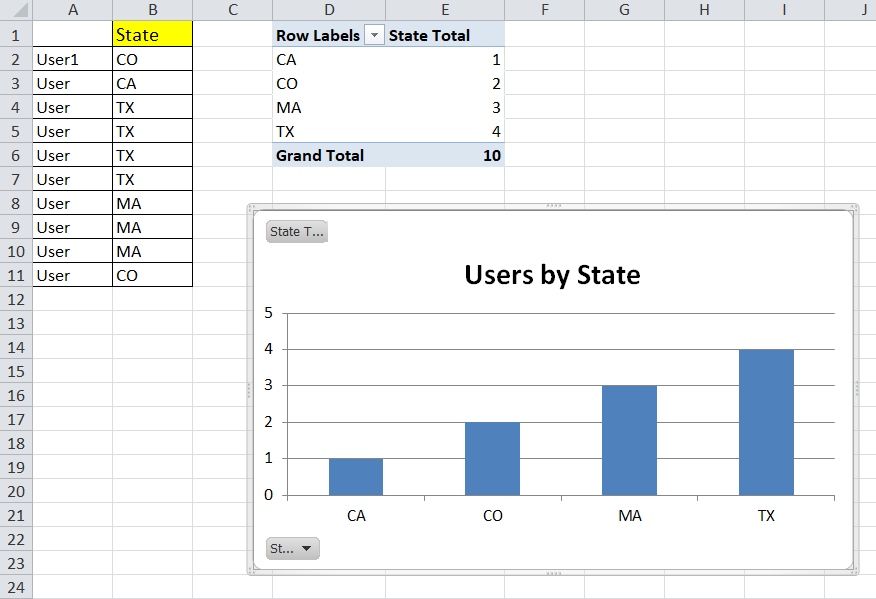 A B C D E F G H I J
1 State Row Labels State Total
2 User1 CO CA 1
3 User CA CO 2
4 User TX MA 3
5 User TX TX 4
6 User TX Grand Total 10
7 User TX
8 User MA
9 User MA State T...
10 User MA
11 User CO Users by State
12
13 5
14 4
15
16 3
17
18 2
19 1
20 0
21 CA CO MA TX
22
23 St...
24